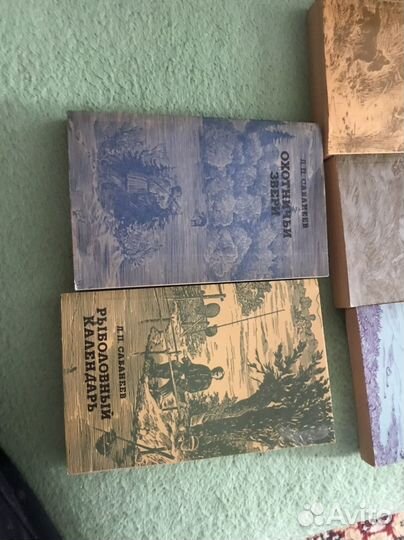 Л. П. САБАНЕЕВ
ОХОТНИЧЬИ
ЗВЕРИ
Л. П. САБАНЕЕВ
РЫБОЛОВНЫЙ
КАЛЕНДАРЬ
Avito